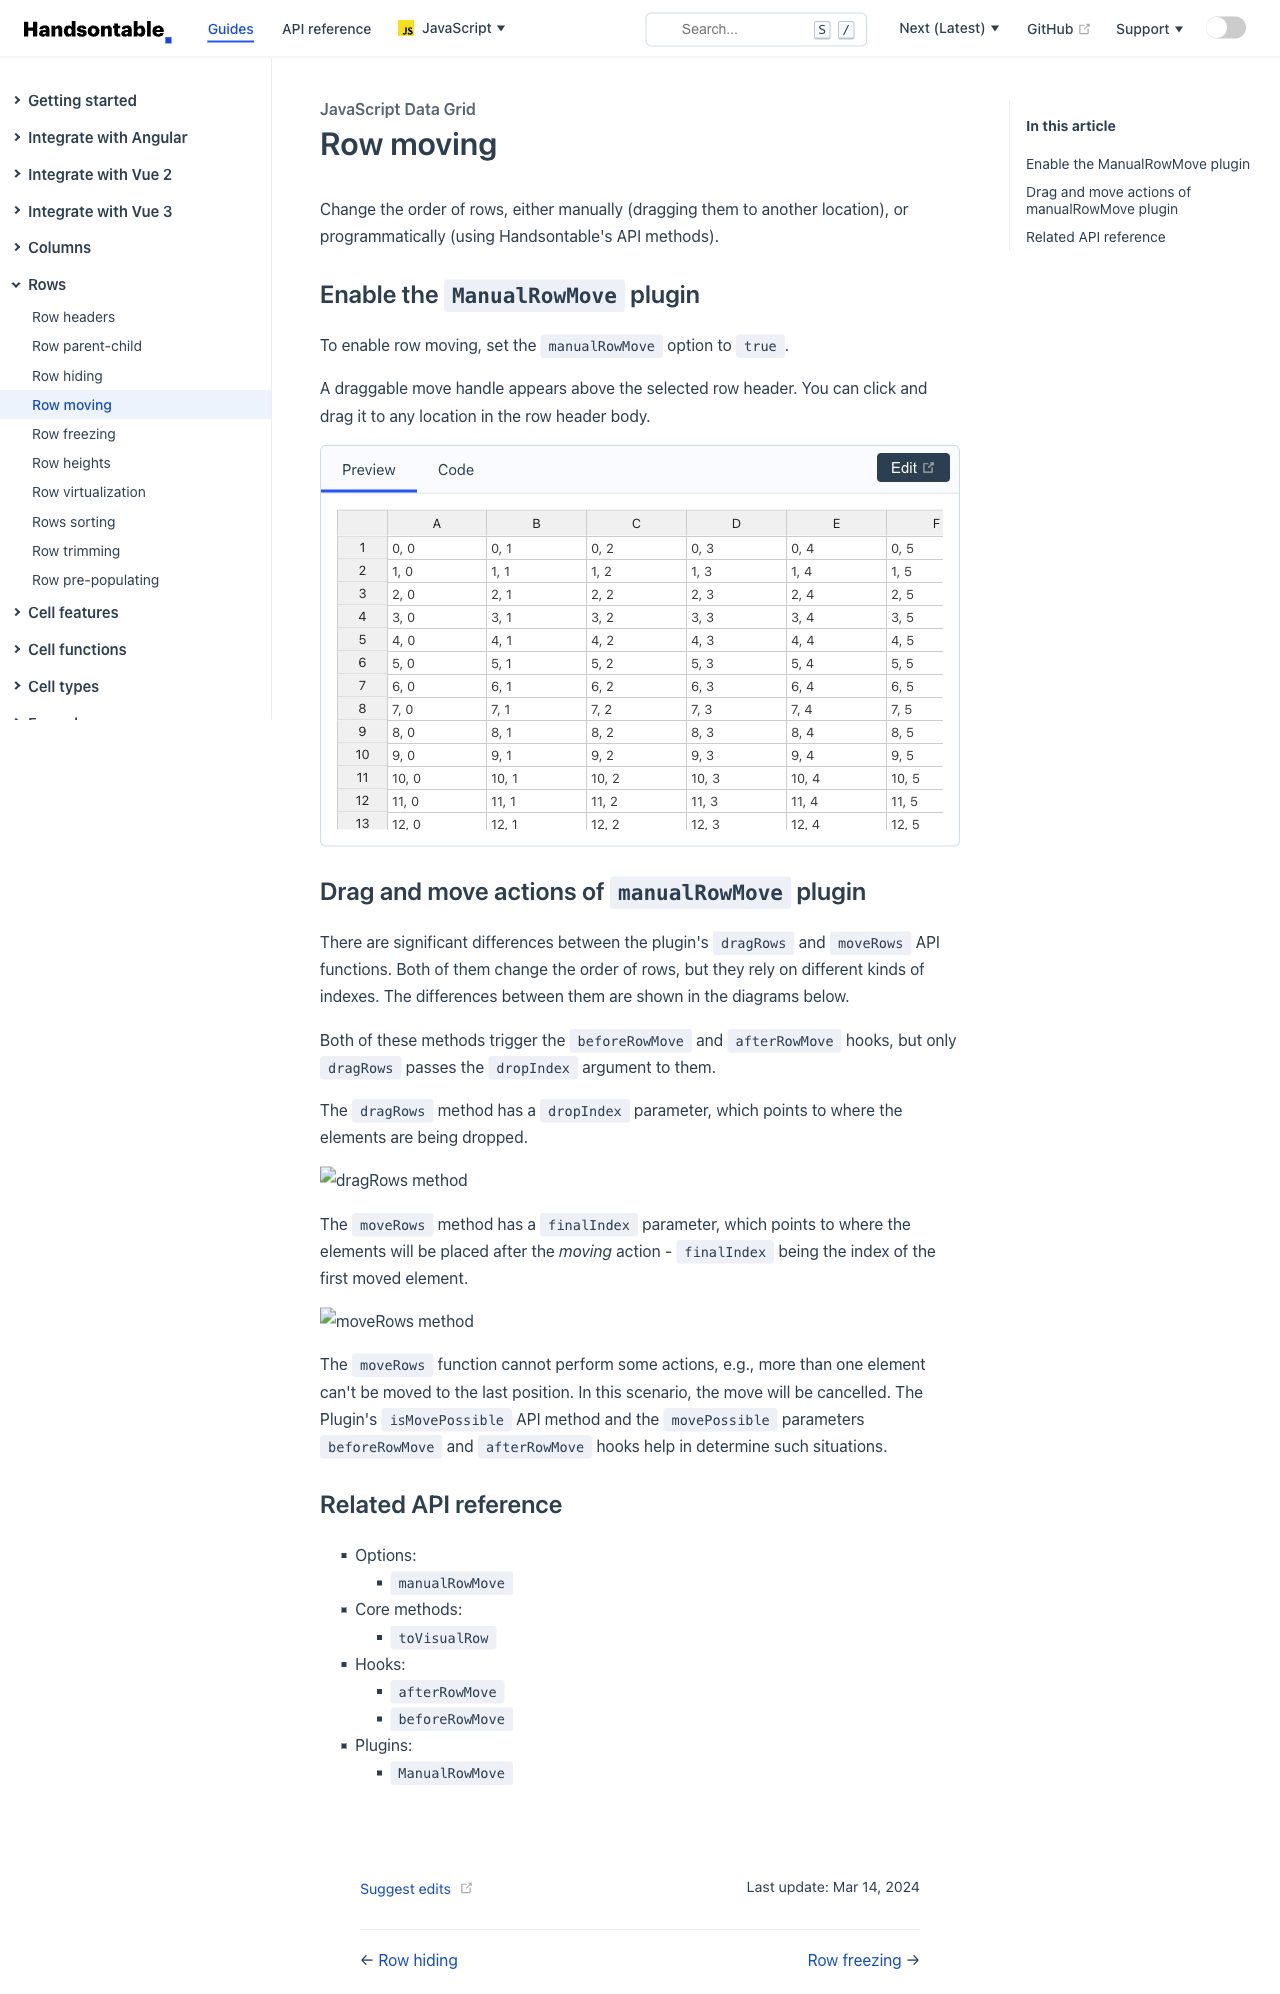 Handsontable
Guides
API reference
JS JavaScript
Search...
S /
Next (Latest)
GitHub
Support
Getting started
Integrate with Angular
Integrate with Vue 2
Integrate with Vue 3
Columns
Rows
Row headers
Row parent-child
Row hiding
Row moving
Row freezing
Row heights
Row virtualization
Rows sorting
Row trimming
Row pre-populating
Cell features
Cell functions
Cell types
JavaScript Data Grid
Row moving
Change the order of rows, either manually (dragging them to another location), or
programmatically (using Handsontable's API methods).
Enable the ManualRowMove plugin
To enable row moving, set the manualRowMove option to true .
A draggable move handle appears above the selected row header. You can click and
drag it to any location in the row header body.
Preview Code Edit
A B C D E F
1 0, 0 0, 1 0, 2 0, 3 0, 4 0, 5
2 1, 0 1, 1 1, 2 1, 3 1, 4 1, 5
3 2, 0 2, 1 2, 2 2, 3 2, 4 2, 5
4 3, 0 3, 1 3, 2 3, 3 3, 4 3, 5
5 4, 0 4, 1 4, 2 4, 3 4, 4 4, 5
6 5, 0 5, 1 5, 2 5, 3 5, 4 5, 5
7 6, 0 6, 1 6, 2 6, 3 6, 4 6, 5
8 7, 0 7, 1 7, 2 7, 3 7, 4 7, 5
9 8, 0 8, 1 8, 2 8, 3 8, 4 8, 5
10 9, 0 9, 1 9, 2 9, 3 9, 4 9, 5
11 10, 0 10, 1 10, 2 10, 3 10, 4 10, 5
12 11, 0 11, 1 11, 2 11, 3 11, 4 11, 5
13 12, 0 12, 1 12, 2 12, 3 12, 4 12, 5
Drag and move actions of manualRowMove plugin
There are significant differences between the plugin's dragRows and moveRows API
functions. Both of them change the order of rows, but they rely on different kinds of
indexes. The differences between them are shown in the diagrams below.
Both of these methods trigger the beforeRowMove and afterRowMove hooks, but only
dragRows passes the dropIndex argument to them.
The dragRows method has a dropIndex parameter, which points to where the
elements are being dropped.
dragRows method
The moveRows method has a finalIndex parameter, which points to where the
elements will be placed after the moving action - finalIndex being the index of the
first moved element.
moveRows method
The moveRows function cannot perform some actions, e.g., more than one element
can't be moved to the last position. In this scenario, the move will be cancelled. The
Plugin's isMovePossible API method and the movePossible parameters
beforeRowMove and afterRowMove hooks help in determine such situations.
Related API reference
Options:
manualRowMove
Core methods:
toVisualRow
Hooks:
afterRowMove
beforeRowMove
Plugins:
ManualRowMove
Suggest edits
Last update: Mar 14, 2024
← Row hiding
Row freezing →
In this article
Enable the ManualRowMove plugin
Drag and move actions of
manualRowMove plugin
Related API reference